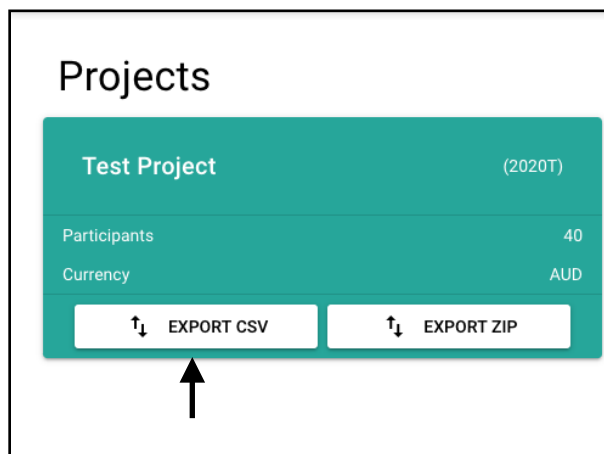 Projects
Test Project (2020T)
Participants 40
Currency AUD
EXPORT CSV EXPORT ZIP